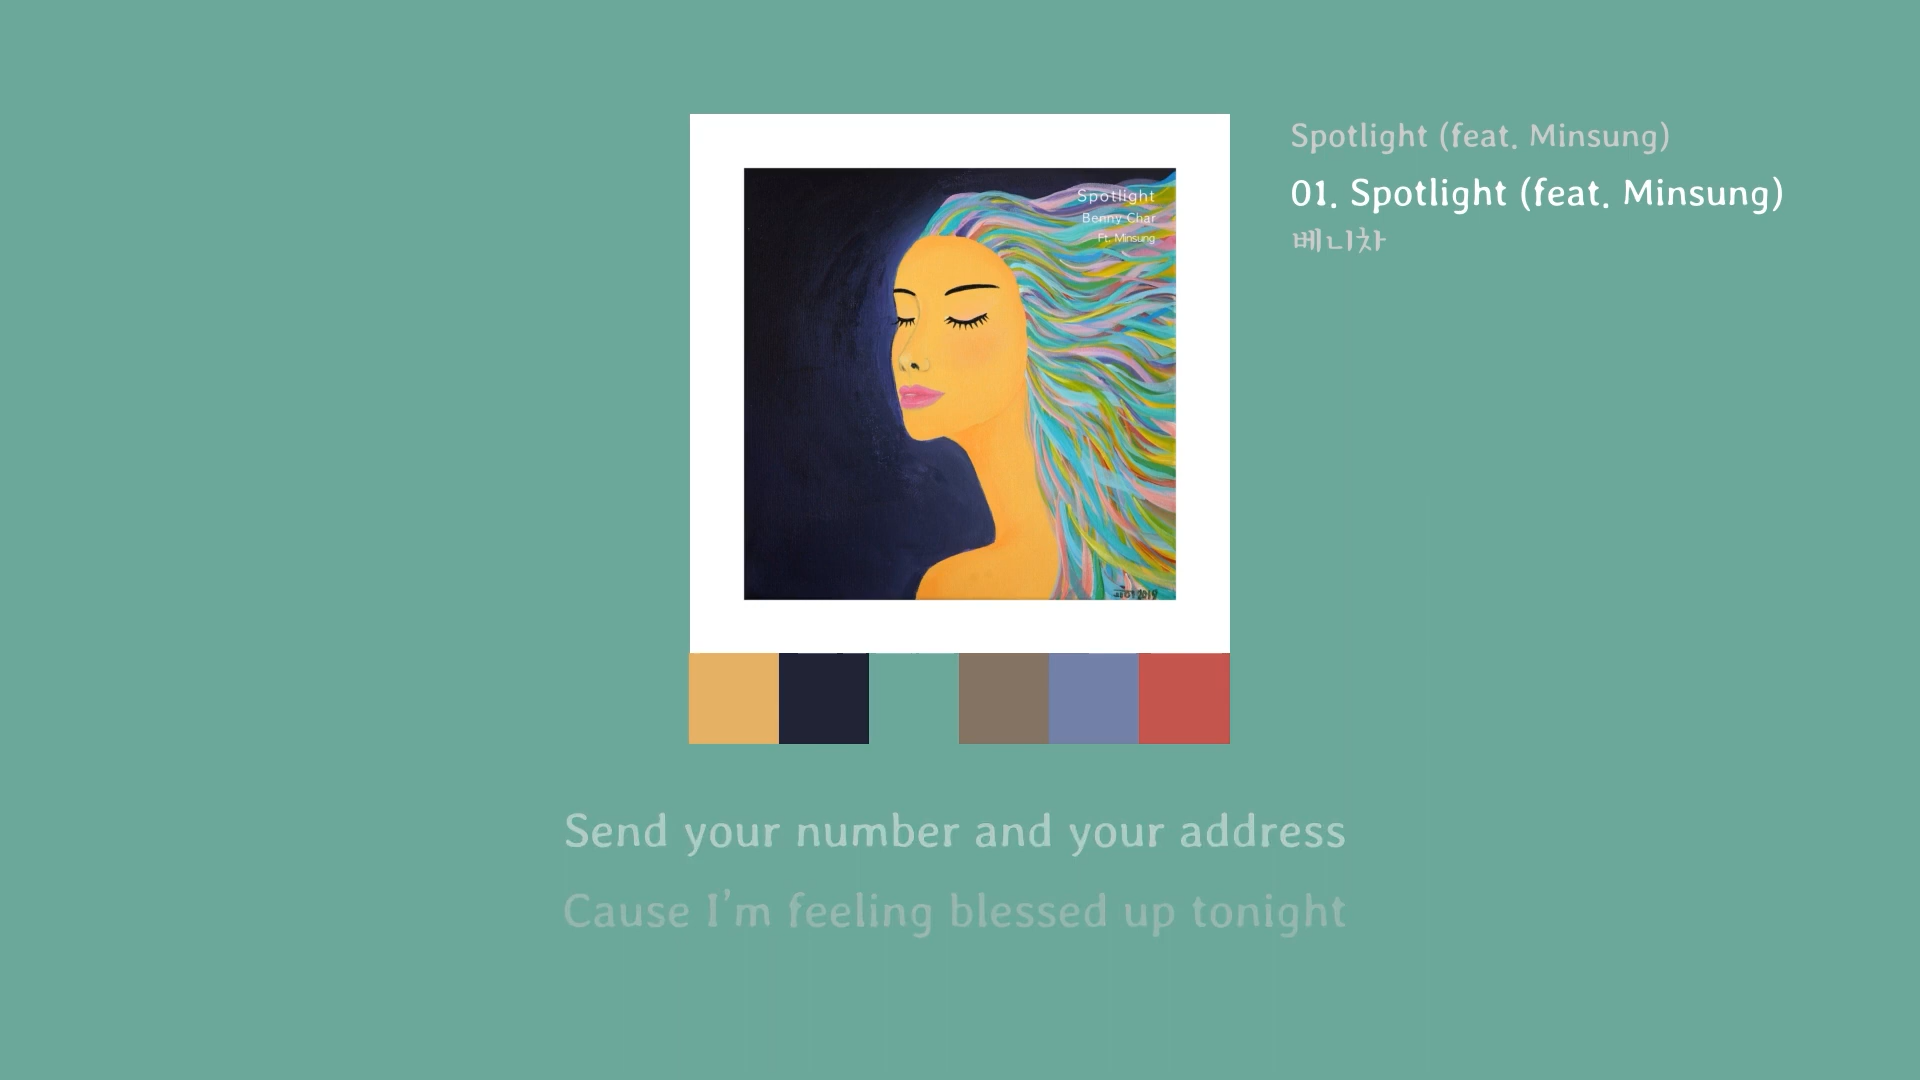 Spotlight
Benny Char
Ft. Minsung
2019
Spotlight (feat. Minsung)
01. Spotlight (feat. Minsung)
베니차
Send your number and your address
Cause I'm feeling blessed up tonight